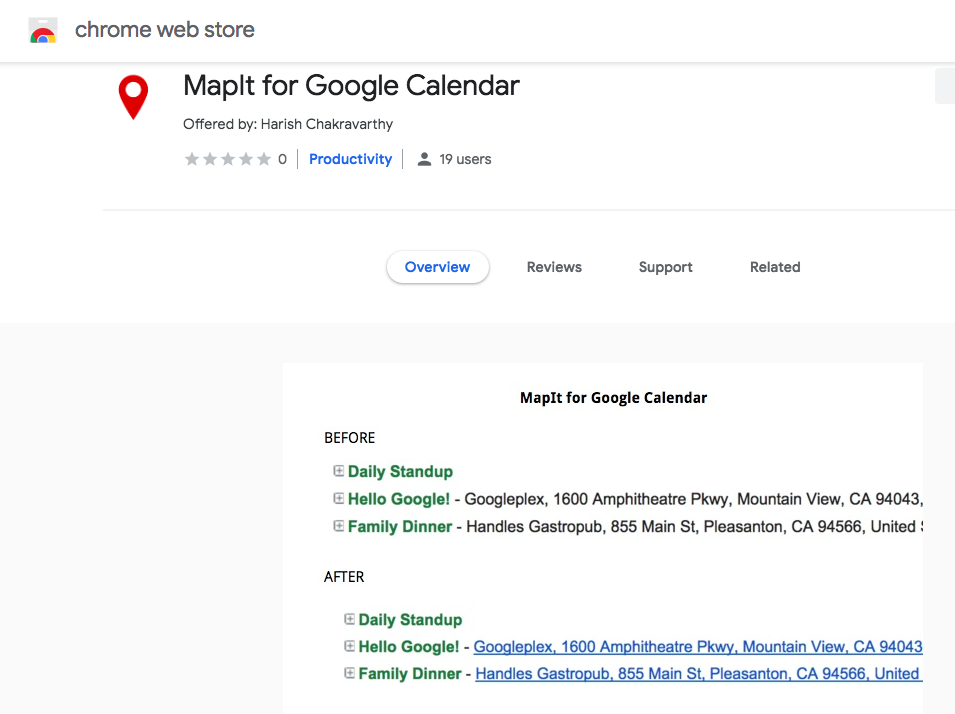 chrome web store
MapIt for Google Calendar
Offered by: Harish Chakravarthy
0 Productivity 19 users
Overview Reviews Support Related
MapIt for Google Calendar
BEFORE
Daily Standup
Hello Google! - Googleplex, 1600 Amphitheatre Pkwy, Mountain View, CA 94043,
Family Dinner - Handles Gastropub, 855 Main St, Pleasanton, CA 94566, United
AFTER
Daily Standup
Hello Google! - Googleplex, 1600 Amphitheatre Pkwy, Mountain View, CA 94043
Family Dinner - Handles Gastropub, 855 Main St, Pleasanton, CA 94566, United